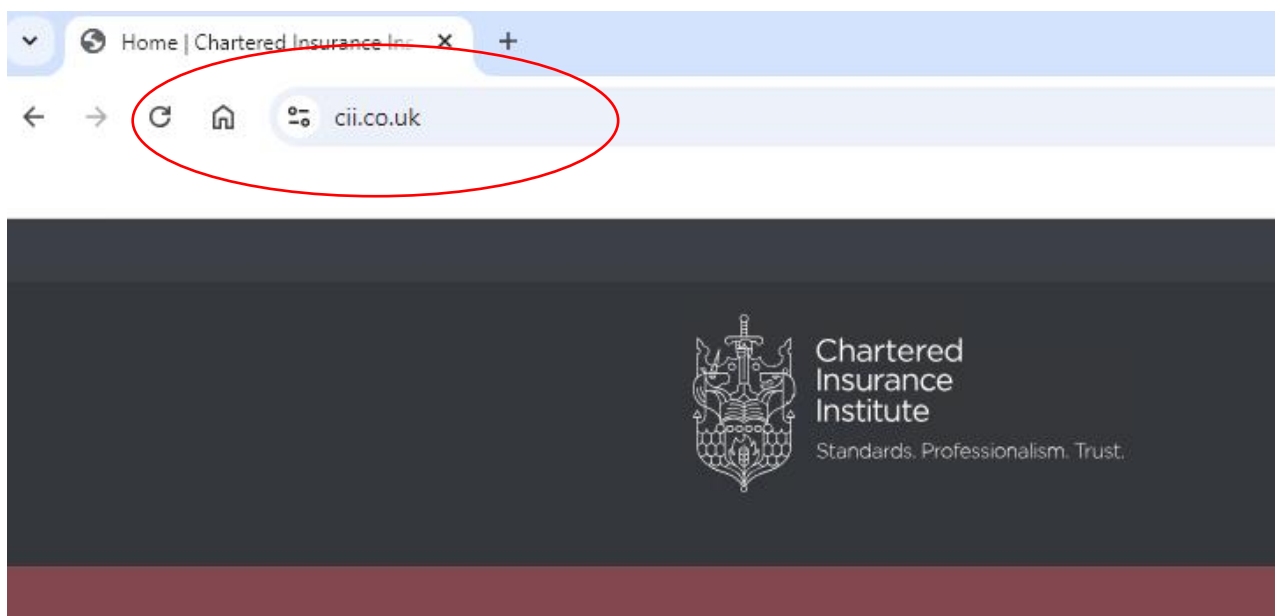 Home | Chartered Insurance Ins
cii.co.uk
Chartered
Insurance
Institute
Standards. Professionalism. Trust.